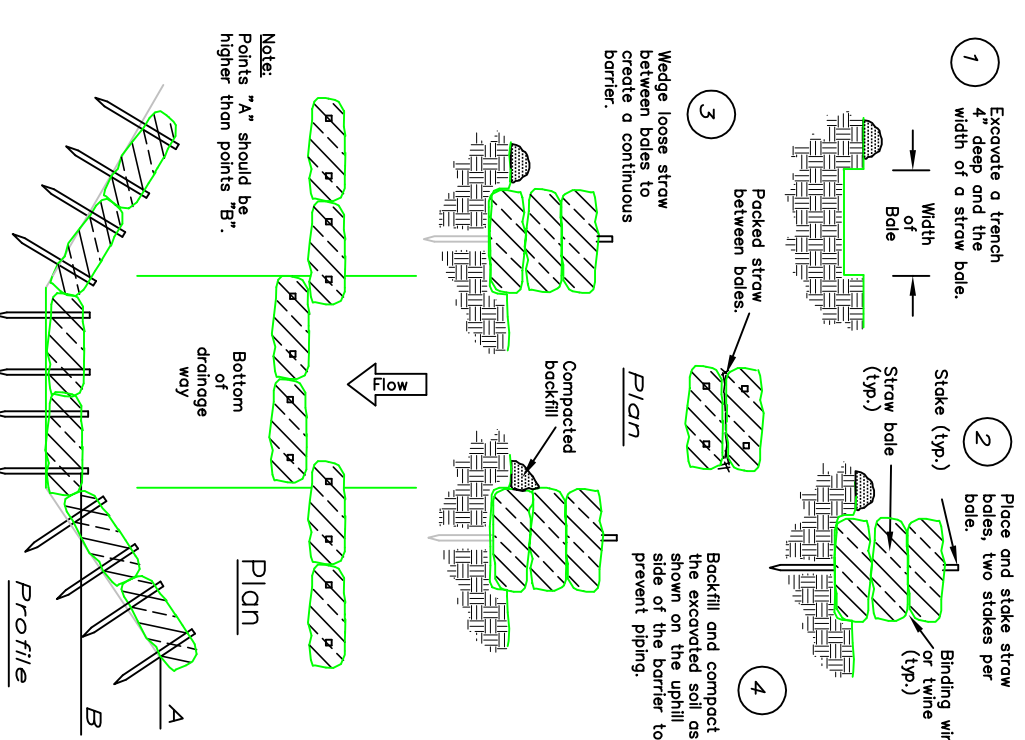 1
Excavate a trench
4" deep and the
width of a straw bale.
Width
of
Bale
2
Place and stake straw
bales, two stakes per
bale.
Stake (typ.)
Straw bale
(typ.)
Binding wir
or twine
(typ.)
3
Wedge loose straw
between bales to
create a continuous
barrier.
Packed straw
between bales.
Plan
4
Backfill and compact
the excavated soil as
shown on the uphill
side of the barrier to
prevent piping.
Compacted
backfill
Flow
Bottom
of
drainage
way
Plan
Note:
Points "A" should be
higher than points "B".
A
B
Profile